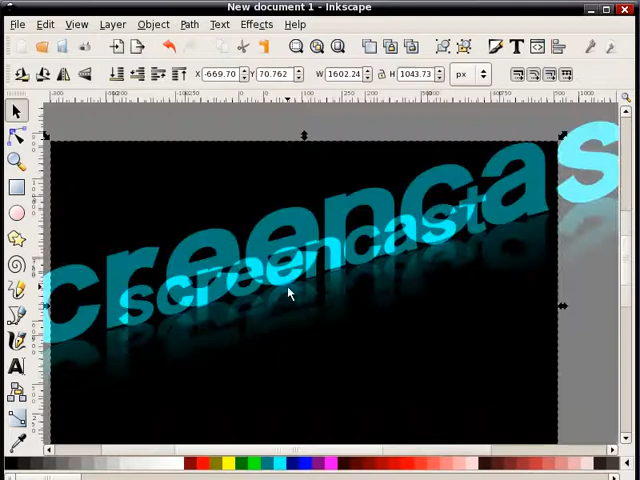 New document 1 - Inkscape
File Edit View Layer Object Path Text Effects Help
X -669.70 Y 70.762 W 1602.24 H 1043.73 px
creencas
screencast